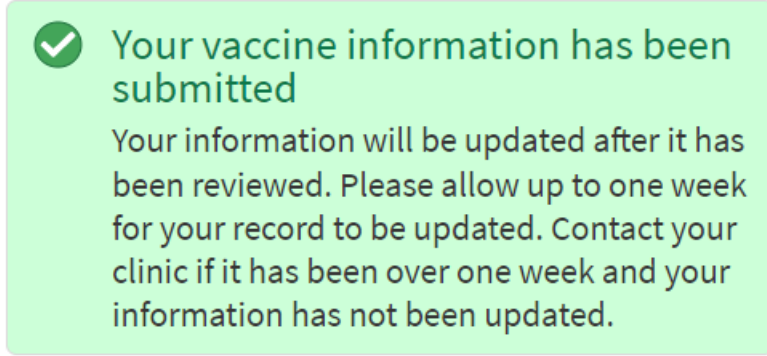 Your vaccine information has been
submitted
Your information will be updated after it has
been reviewed. Please allow up to one week
for your record to be updated. Contact your
clinic if it has been over one week and your
information has not been updated.